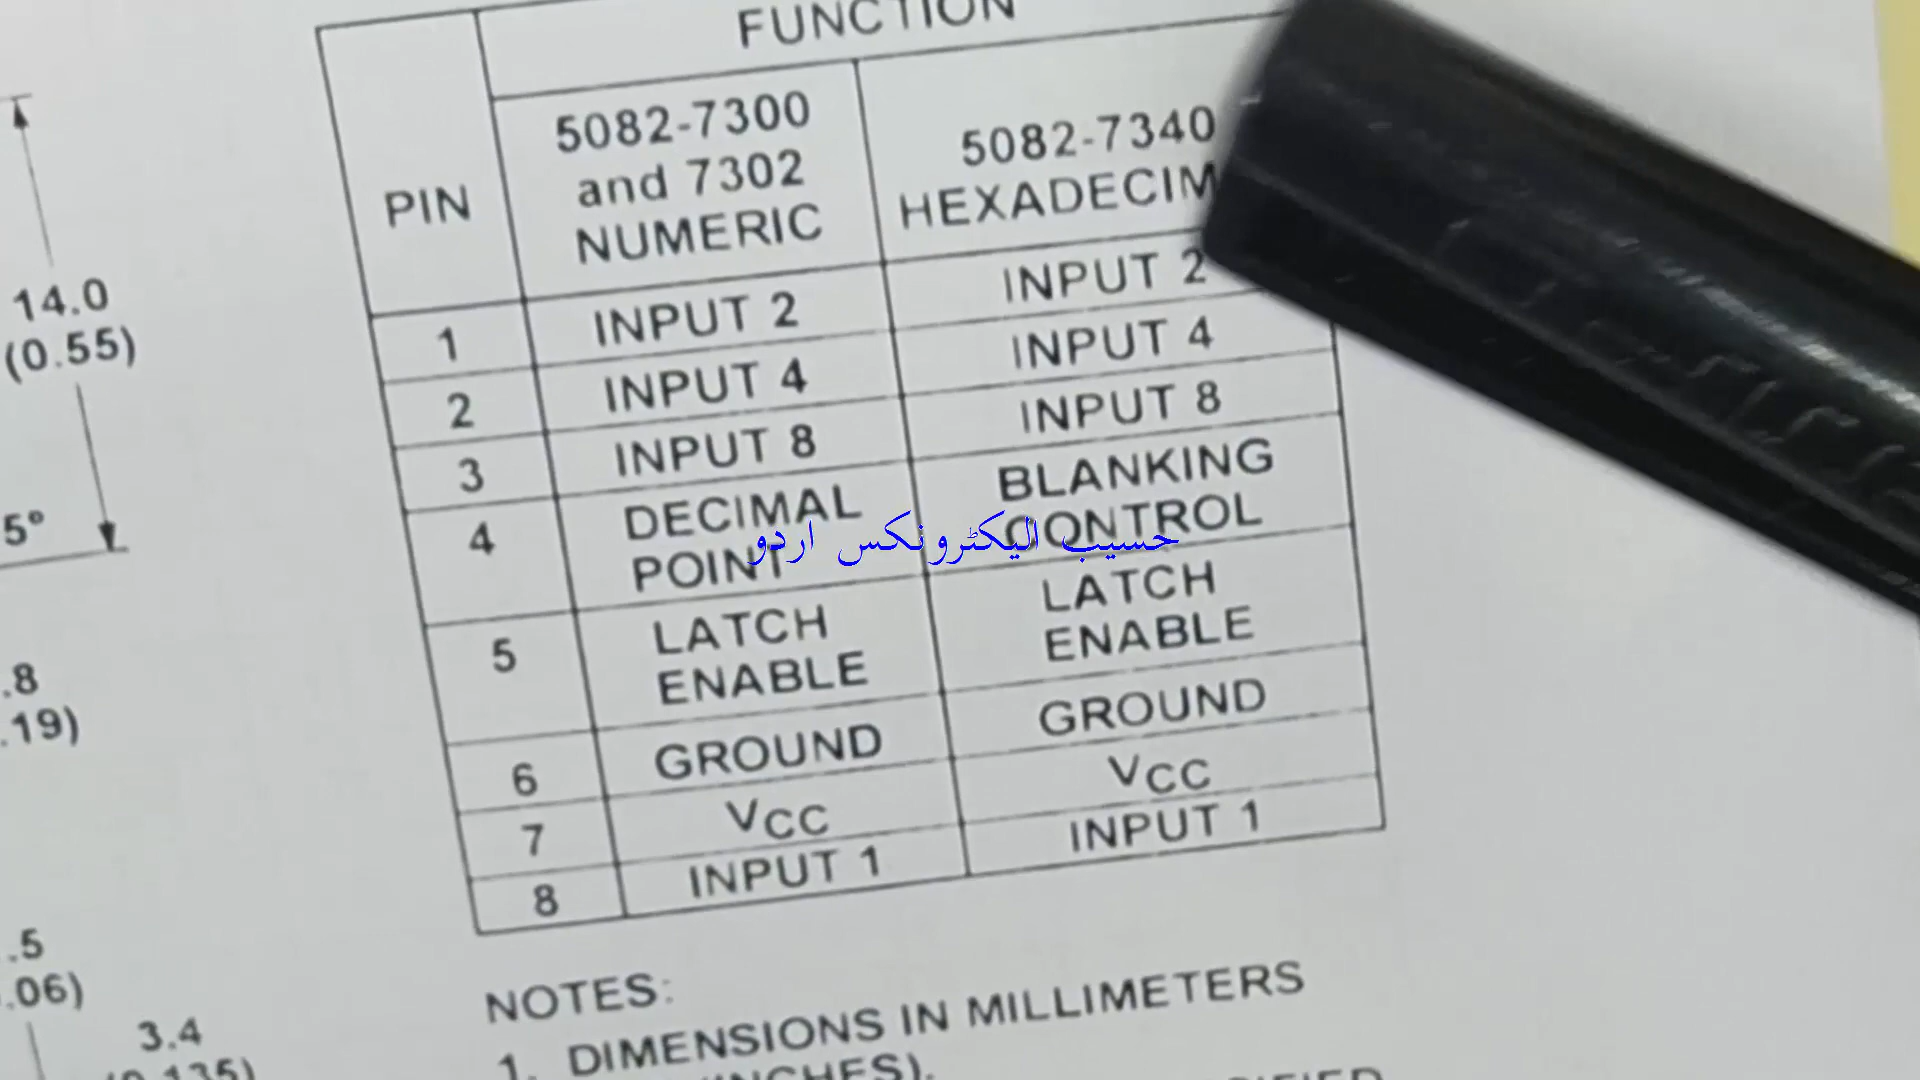 FUNCTION
PIN
5082-7300
and 7302
NUMERIC
5082-7340
HEXADECIM
1 INPUT 2 INPUT 2
2 INPUT 4 INPUT 4
3 INPUT 8 INPUT 8
4 DECIMAL POINT BLANKING CONTROL
5 LATCH ENABLE LATCH ENABLE
6 GROUND GROUND
7 VCC VCC
8 INPUT 1 INPUT 1
حسیب الیکٹرونکس اردو
14.0
(0.55)
5°
.8
.19)
.5
.06)
3.4
(0.135)
NOTES:
1. DIMENSIONS IN MILLIMETERS
(INCHES).